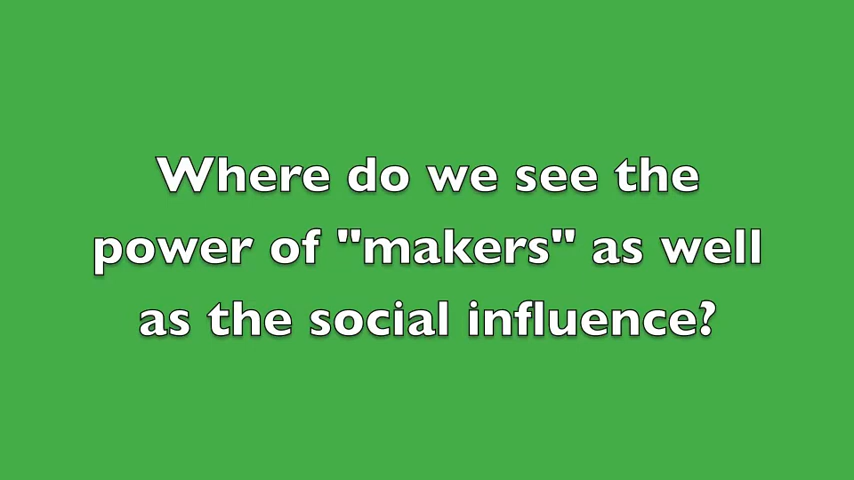 Where do we see the
power of "makers" as well
as the social influence?